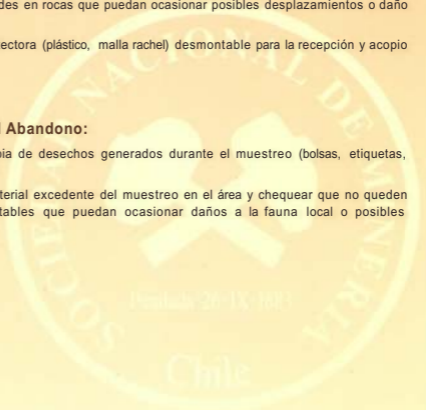 des en rocas que puedan ocasionar posibles desplazamientos o daño
ectora (plástico, malla rachel) desmontable para la recepción y acopio
l Abandono:
pia de desechos generados durante el muestreo (bolsas, etiquetas,
aterial excedente del muestreo en el área y chequear que no queden
tables que puedan ocasionar daños a la fauna local o posibles
SOCIEDAD NACIONAL DE MINERIA
Chile